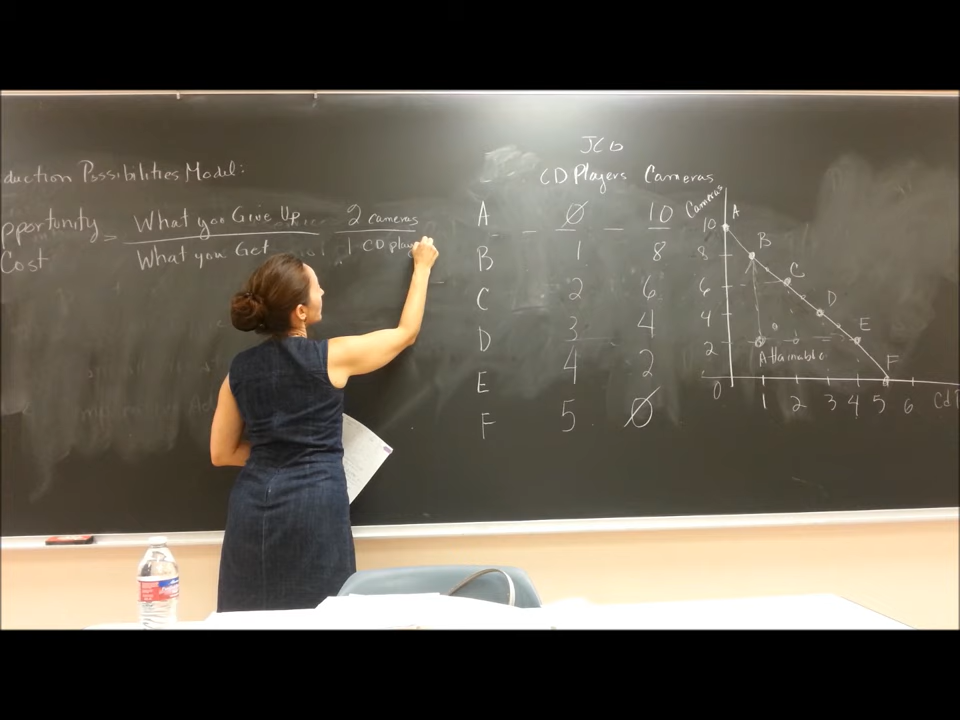 duction Possibilities Model:
pportunity Cost = What you Give Up 2 cameras
What you Get 1 CD playe
JCD
CD Players Cameras
A 0 10
B 1 8
C 2 6
D 3 4
E 4 2
F 5 0
Cameras
10 A
8 B
6 C
4 D
E
2 Attainable
F
0 1 2 3 4 5 6 Cd P